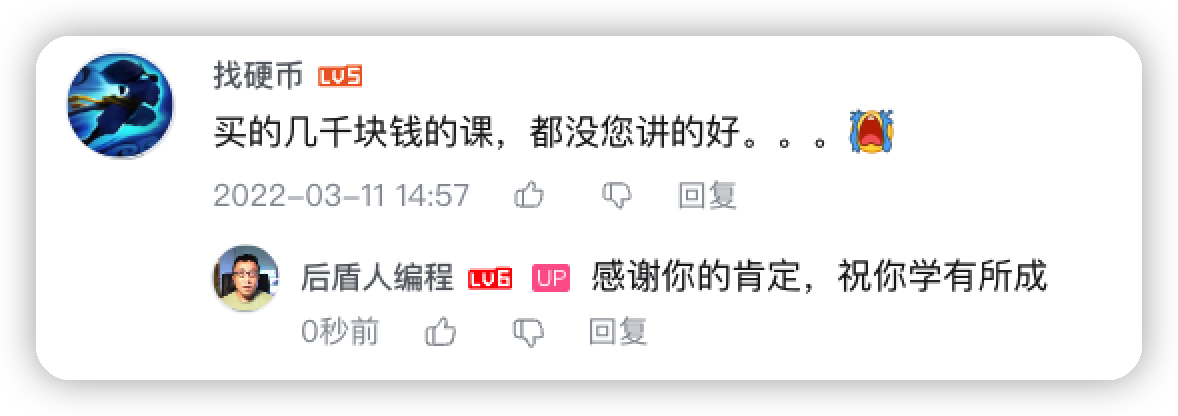 找硬币 LV5
买的几千块钱的课，都没您讲的好。。。
2022-03-11 14:57 回复
后盾人编程 LV6 UP 感谢你的肯定，祝你学有所成
0秒前 回复